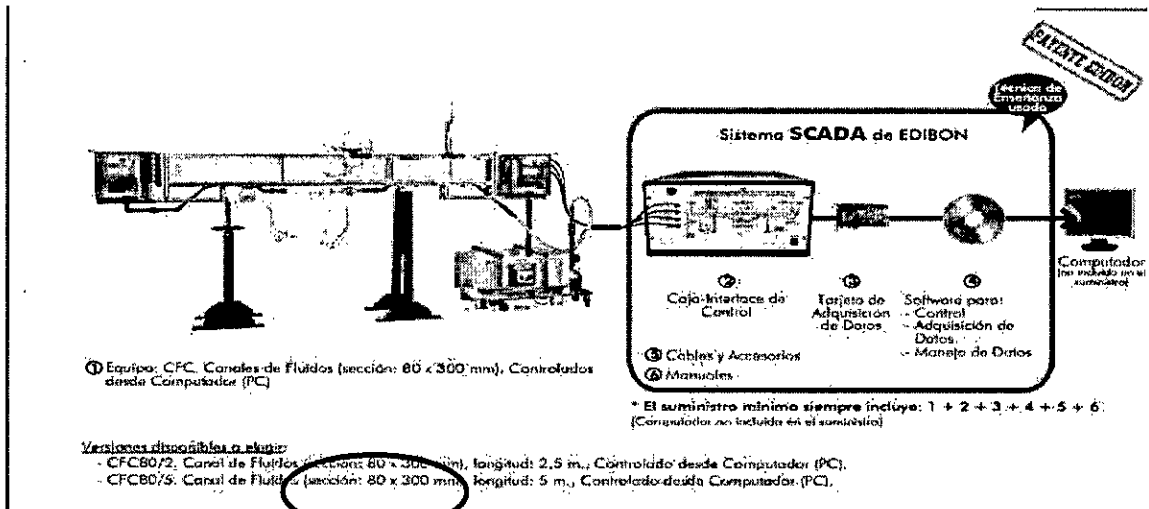 PATENTE EDIBON
Técnica de
Enseñanza
usada
Sistema SCADA de EDIBON
②
Caja-Interface de
Control
③
Tarjeta de
Adquisición
de Datos
④
Software para:
- Control
- Adquisición de
Datos
- Manejo de Datos
Computador
(no incluido en el
suministro)
⑤ Cables y Accesorios
⑥ Manuales
① Equipo: CFC. Canales de Fluidos (sección: 80 x 300 mm), Controlados
desde Computador (PC)
* El suministro mínimo siempre incluye: 1 + 2 + 3 + 4 + 5 + 6
(Computador no incluido en el suministro)
Versiones disponibles a elegir:
- CFC80/2. Canal de Fluidos (sección: 80 x 300 mm), longitud: 2,5 m., Controlado desde Computador (PC).
- CFC80/5. Canal de Fluidos (sección: 80 x 300 mm), longitud: 5 m., Controlado desde Computador (PC).